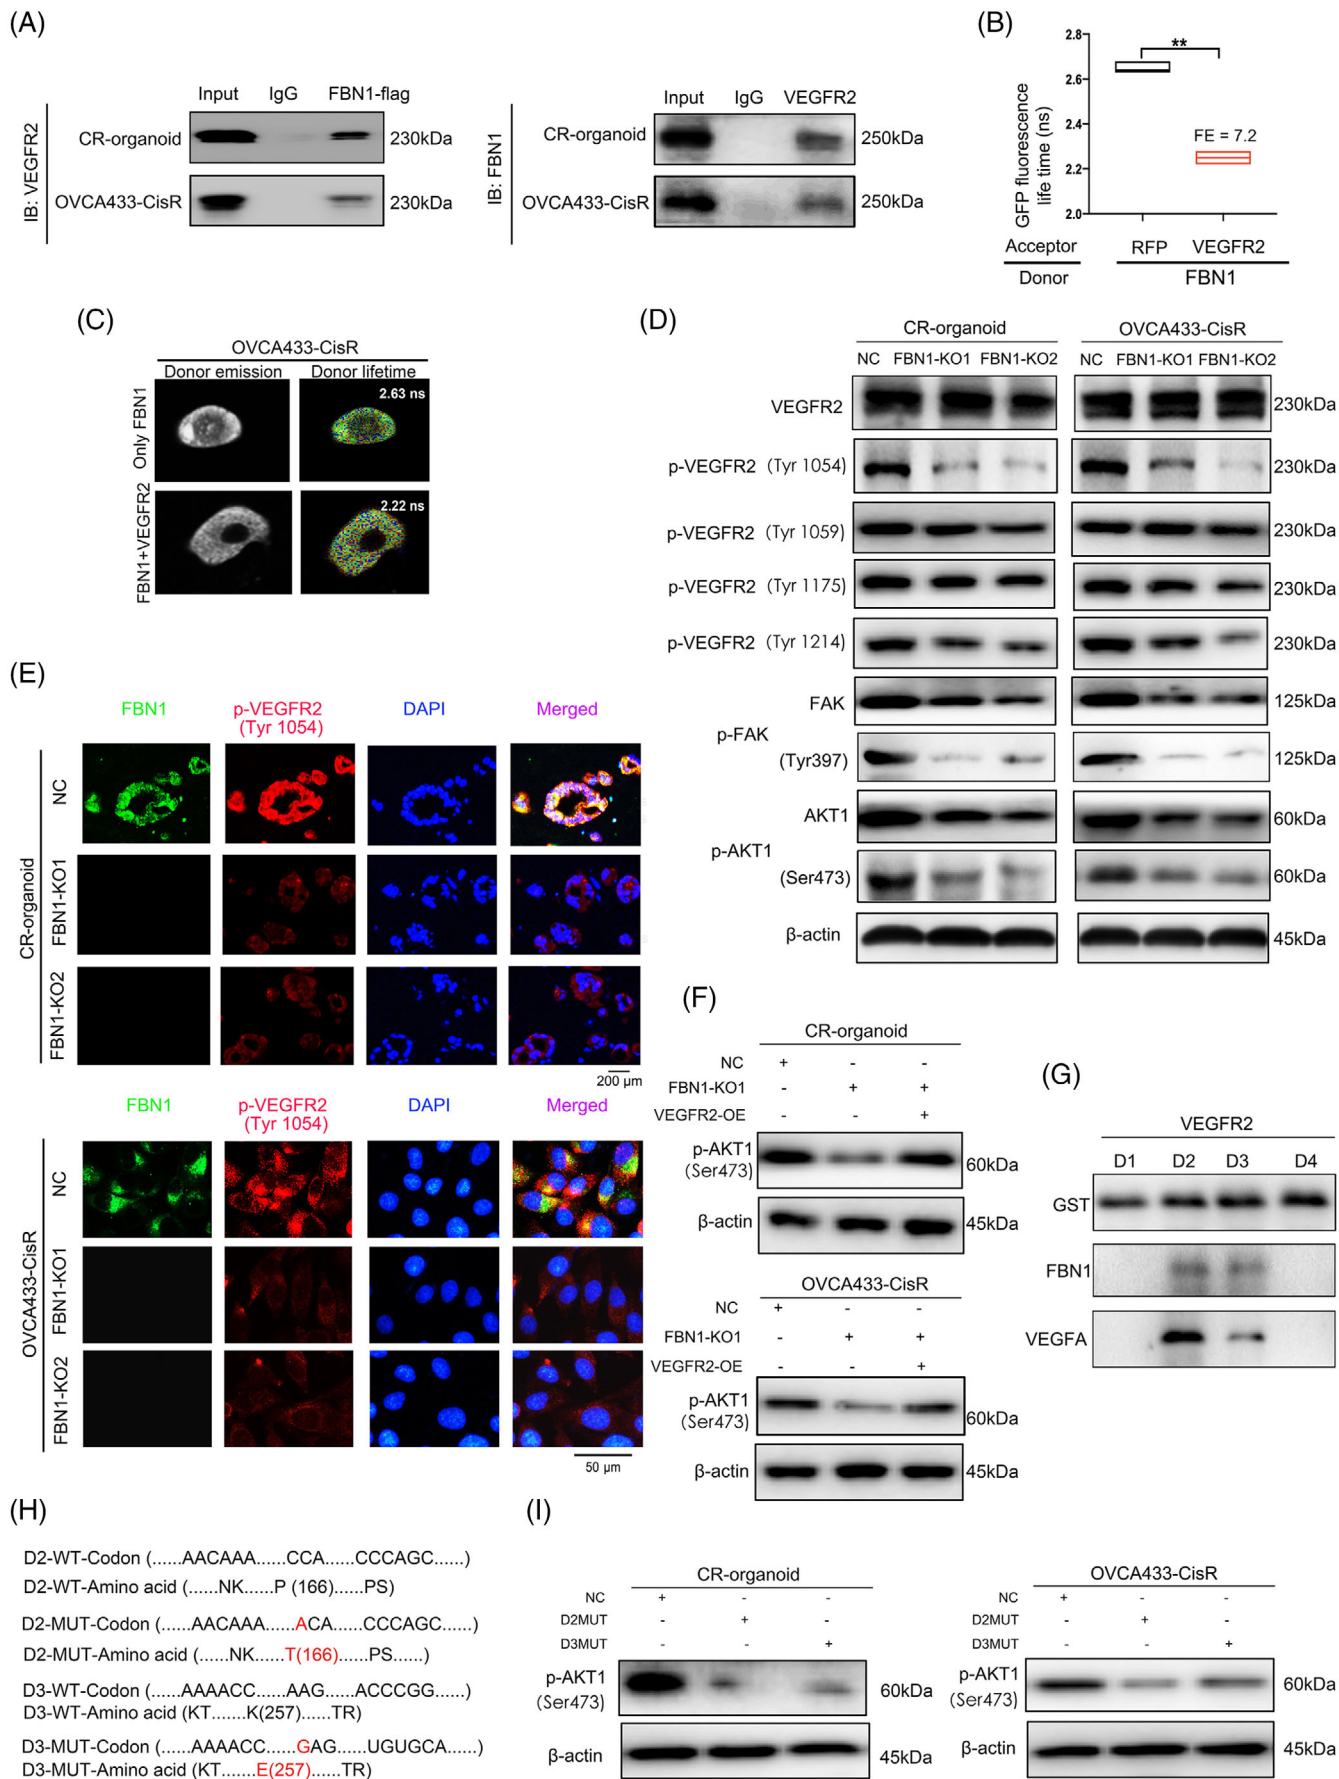 (A)
Input IgG FBN1-flag
IB: VEGFR2
CR-organoid 230kDa
OVCA433-CisR 230kDa
Input IgG VEGFR2
IB: FBN1
CR-organoid 250kDa
OVCA433-CisR 250kDa
(B)
GFP fluorescence
life time (ns)
2.8
2.6
2.4
2.2
2.0
**
FE = 7.2
Acceptor RFP VEGFR2
Donor FBN1
(C)
OVCA433-CisR
Donor emission Donor lifetime
Only FBN1
2.63 ns
FBN1+VEGFR2
2.22 ns
(D)
CR-organoid OVCA433-CisR
NC FBN1-KO1 FBN1-KO2 NC FBN1-KO1 FBN1-KO2
VEGFR2 230kDa
p-VEGFR2 (Tyr 1054) 230kDa
p-VEGFR2 (Tyr 1059) 230kDa
p-VEGFR2 (Tyr 1175) 230kDa
p-VEGFR2 (Tyr 1214) 230kDa
FAK 125kDa
p-FAK
(Tyr397) 125kDa
AKT1 60kDa
p-AKT1
(Ser473) 60kDa
β-actin 45kDa
(E)
FBN1 p-VEGFR2 DAPI Merged
(Tyr 1054)
CR-organoid
NC
FBN1-KO1
FBN1-KO2
200 μm
FBN1 p-VEGFR2 DAPI Merged
(Tyr 1054)
OVCA433-CisR
NC
FBN1-KO1
FBN1-KO2
50 μm
(F)
CR-organoid
NC + - -
FBN1-KO1 - + +
VEGFR2-OE - - +
p-AKT1
(Ser473) 60kDa
β-actin 45kDa
OVCA433-CisR
NC + - -
FBN1-KO1 - + +
VEGFR2-OE - - +
p-AKT1
(Ser473) 60kDa
β-actin 45kDa
(G)
VEGFR2
D1 D2 D3 D4
GST
FBN1
VEGFA
(H)
D2-WT-Codon (......AACAAA......CCA......CCCAGC......)
D2-WT-Amino acid (......NK......P (166)......PS)
D2-MUT-Codon (......AACAAA......ACA......CCCAGC......)
D2-MUT-Amino acid (......NK......T(166)......PS......)
D3-WT-Codon (......AAAACC......AAG......ACCCGG......)
D3-WT-Amino acid (KT.......K(257)......TR)
D3-MUT-Codon (......AAAACC......GAG......UGUGCA......)
D3-MUT-Amino acid (KT.......E(257)......TR)
(I)
CR-organoid
NC + - -
D2MUT - + -
D3MUT - - +
p-AKT1
(Ser473) 60kDa
β-actin 45kDa
OVCA433-CisR
NC + - -
D2MUT - + -
D3MUT - - +
p-AKT1
(Ser473) 60kDa
β-actin 45kDa